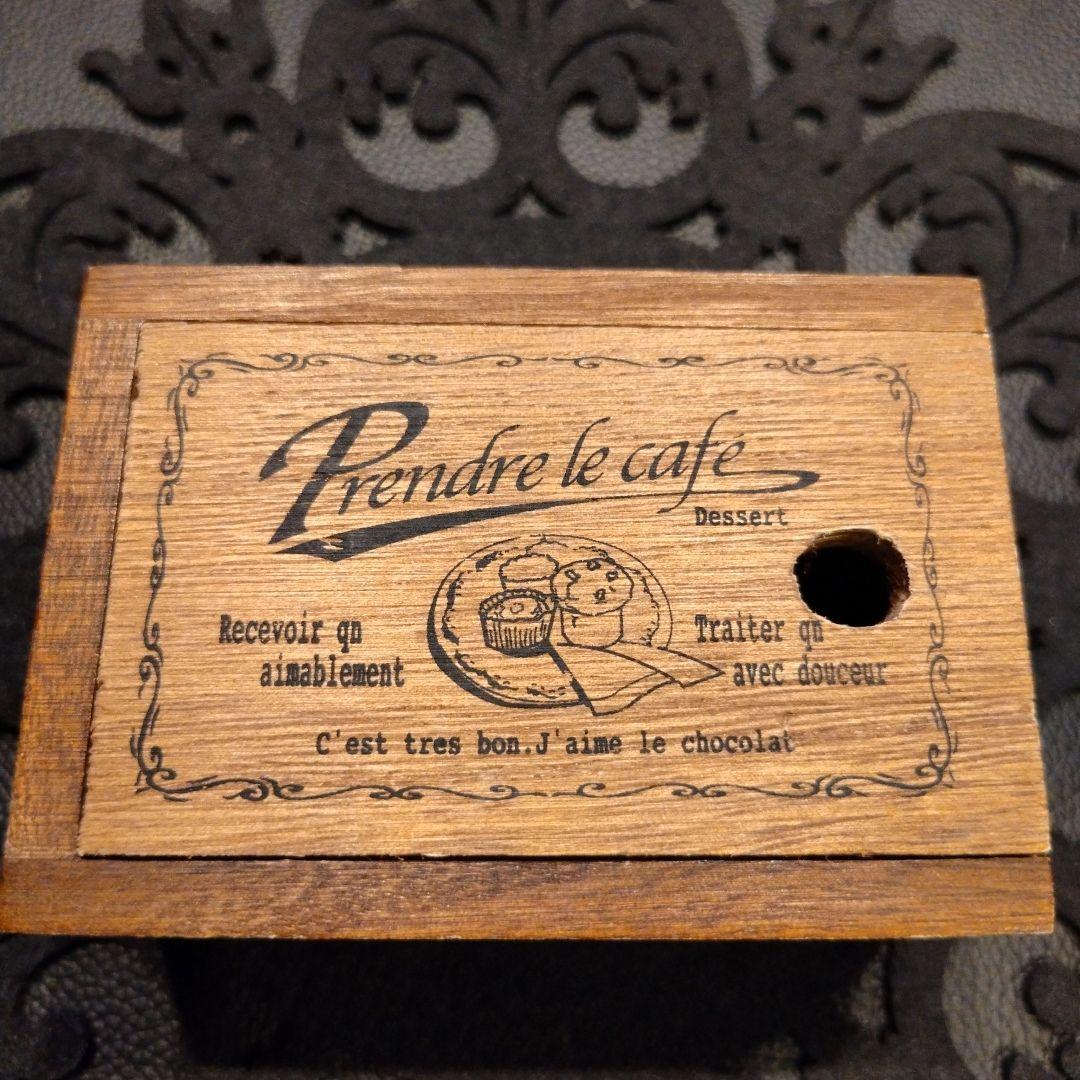 Prendre le café
Dessert
Recevoir qn
aimablement
Traiter qn
avec douceur
C'est tres bon.J'aime le chocolat